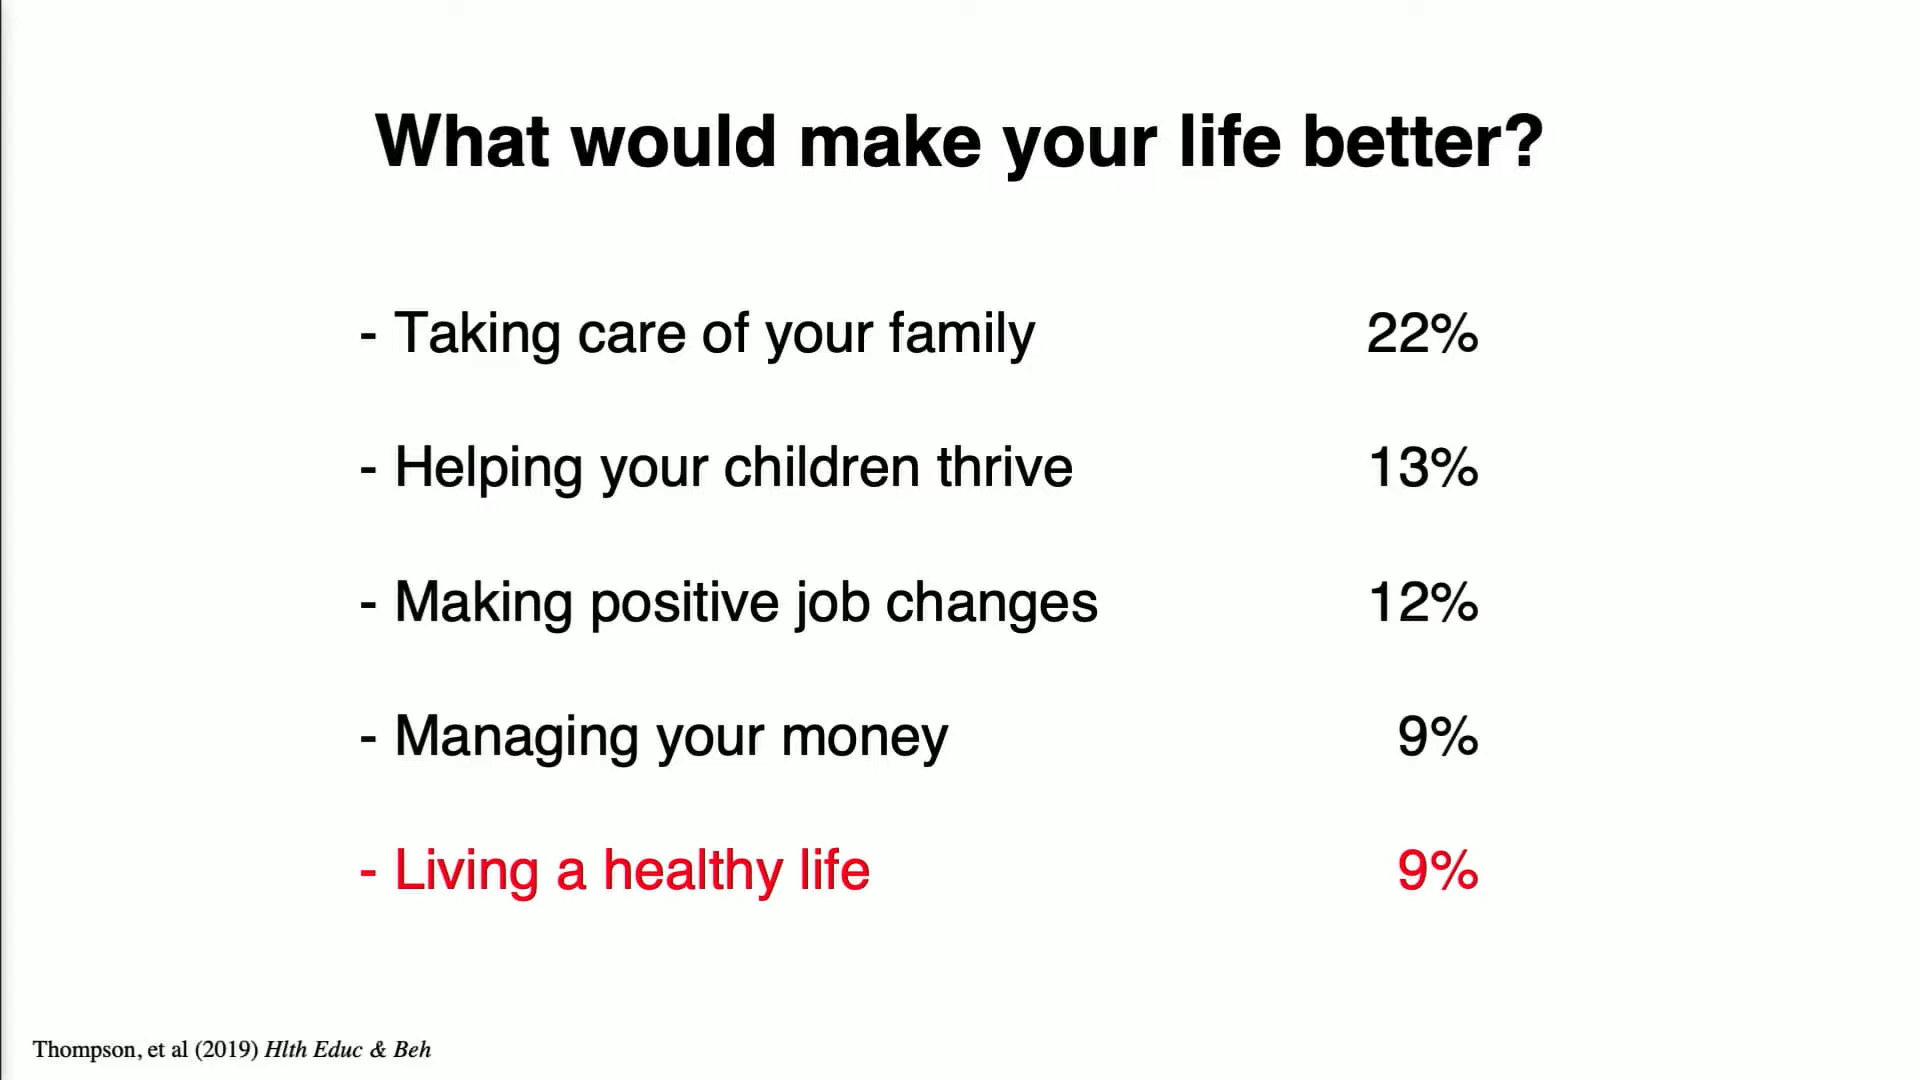 What would make your life better?
- Taking care of your family 22%
- Helping your children thrive 13%
- Making positive job changes 12%
- Managing your money 9%
- Living a healthy life 9%
Thompson, et al (2019) Hlth Educ & Beh